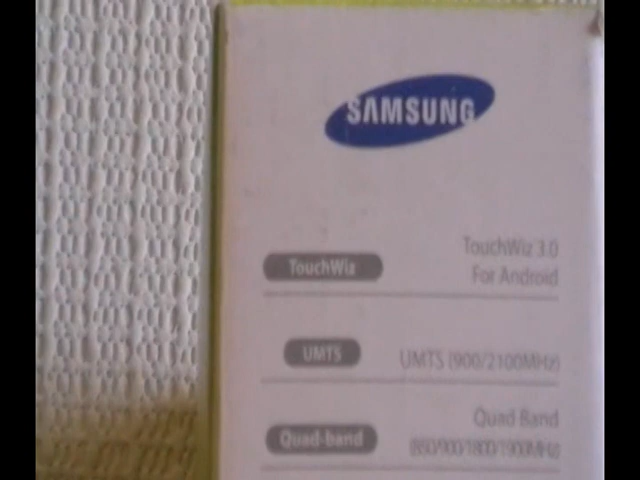 SAMSUNG
TouchWiz
TouchWiz 3.0
For Android
UMTS
UMTS (900/2100MHz)
Quad-band
Quad Band
(850/900/1800/1900MHz)